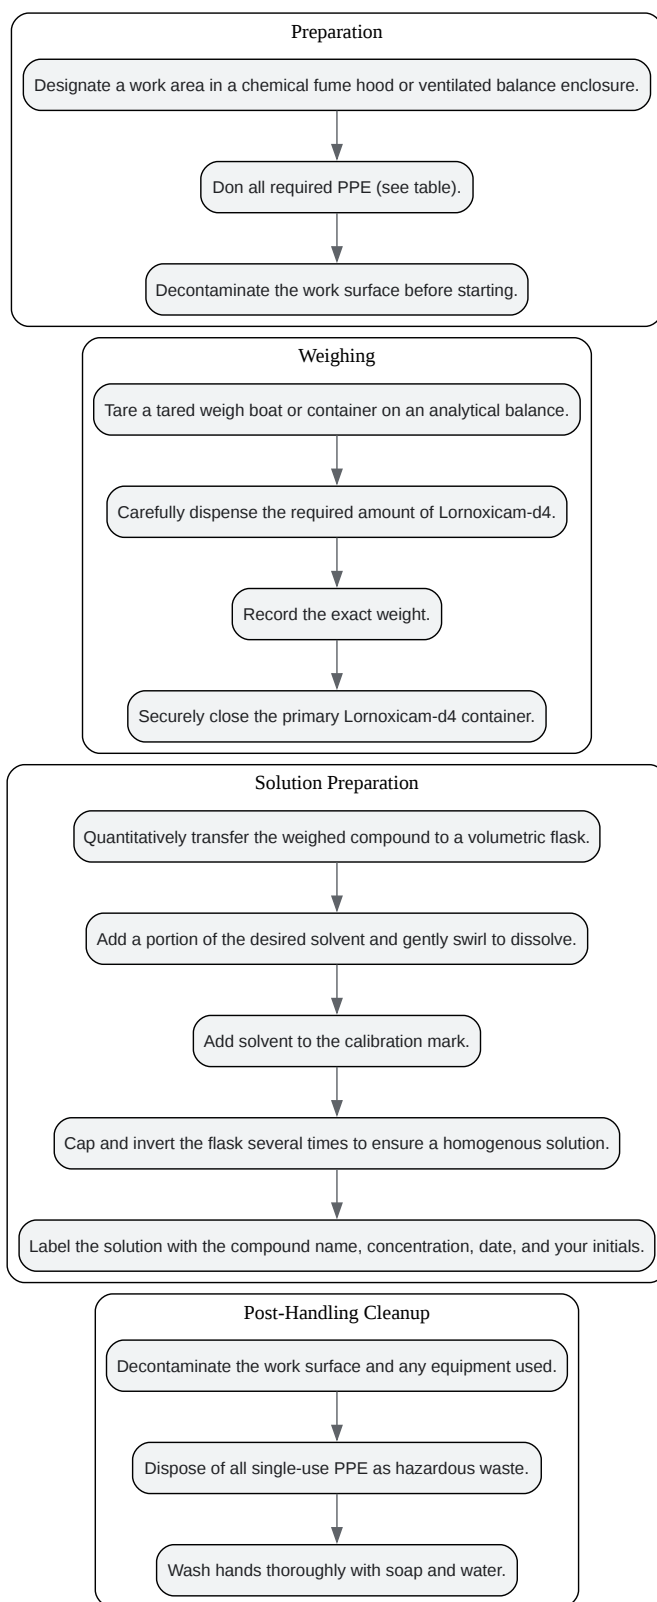 Preparation
Designate a work area in a chemical fume hood or ventilated balance enclosure.
Don all required PPE (see table).
Decontaminate the work surface before starting.
Weighing
Tare a tared weigh boat or container on an analytical balance.
Carefully dispense the required amount of Lornoxicam-d4.
Record the exact weight.
Securely close the primary Lornoxicam-d4 container.
Solution Preparation
Quantitatively transfer the weighed compound to a volumetric flask.
Add a portion of the desired solvent and gently swirl to dissolve.
Add solvent to the calibration mark.
Cap and invert the flask several times to ensure a homogenous solution.
Label the solution with the compound name, concentration, date, and your initials.
Post-Handling Cleanup
Decontaminate the work surface and any equipment used.
Dispose of all single-use PPE as hazardous waste.
Wash hands thoroughly with soap and water.